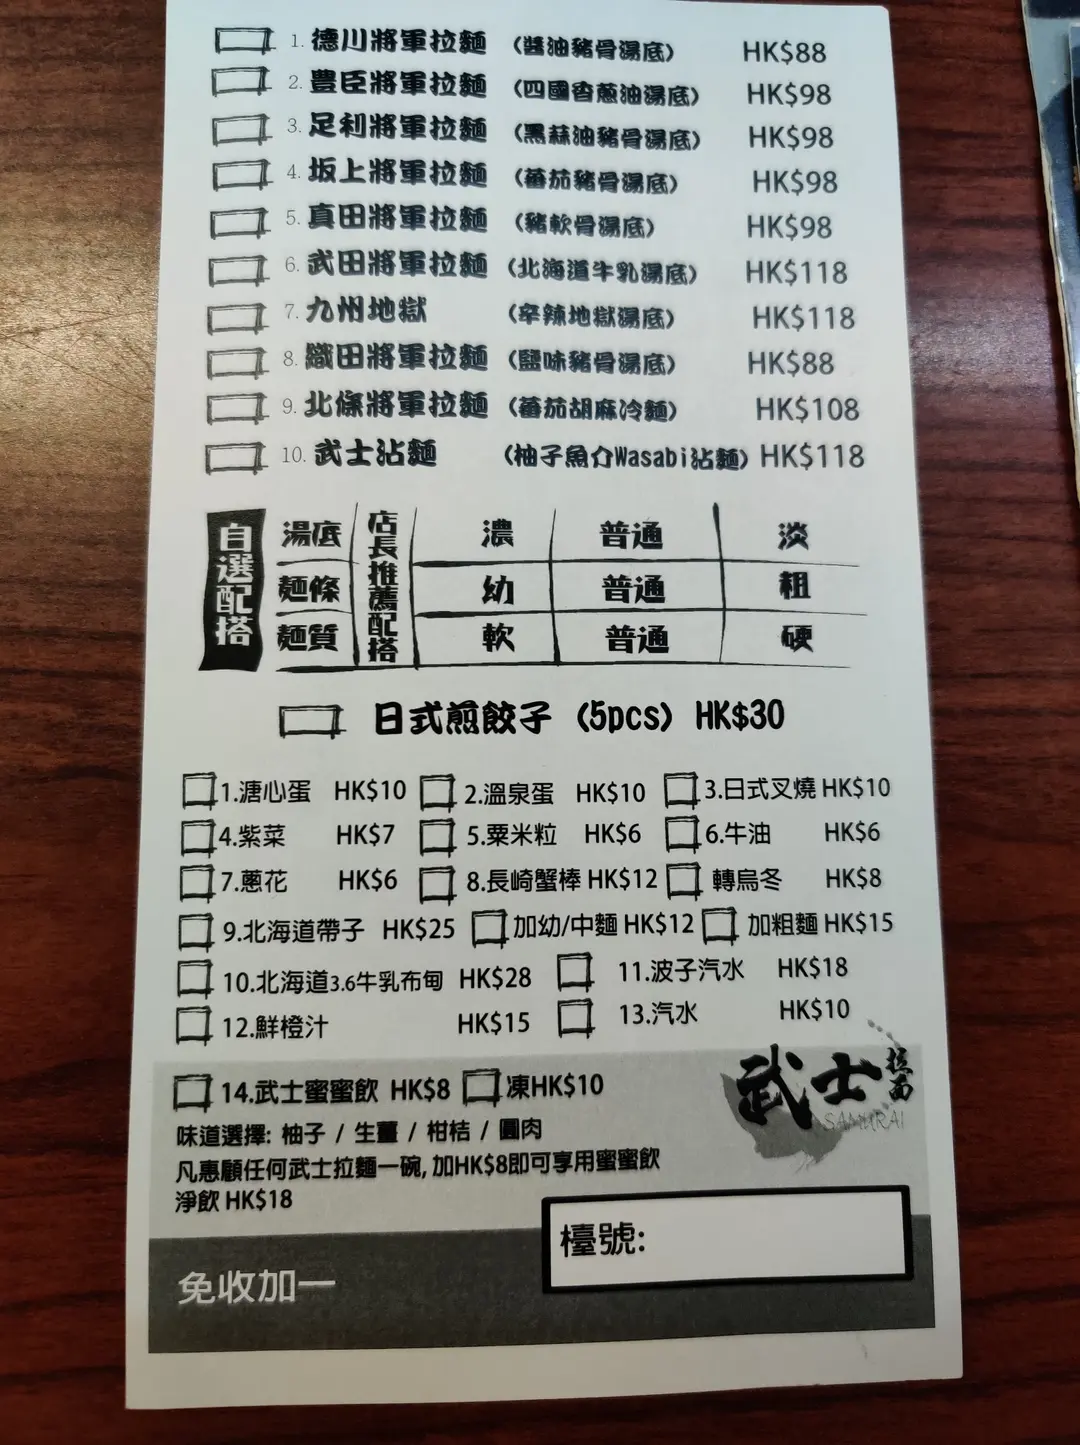 1. 德川將軍拉麵 (醬油豬骨湯底) HK$88
2. 豊臣將軍拉麵 (四國香蔥油湯底) HK$98
3. 足利將軍拉麵 (黑蒜油豬骨湯底) HK$98
4. 坂上將軍拉麵 (蕃茄豬骨湯底) HK$98
5. 真田將軍拉麵 (豬軟骨湯底) HK$98
6. 武田將軍拉麵 (北海道牛乳湯底) HK$118
7. 九州地獄 (辛辣地獄湯底) HK$118
8. 織田將軍拉麵 (鹽味豬骨湯底) HK$88
9. 北條將軍拉麵 (蕃茄胡麻冷麵) HK$108
10. 武士沾麵 (柚子魚介Wasabi沾麵) HK$118
自選配搭
湯底 店長推薦配搭 濃 普通 淡
麵條 幼 普通 粗
麵質 軟 普通 硬
日式煎餃子 (5pcs) HK$30
1.溏心蛋 HK$10 2.溫泉蛋 HK$10 3.日式叉燒 HK$10
4.紫菜 HK$7 5.粟米粒 HK$6 6.牛油 HK$6
7.蔥花 HK$6 8.長崎蟹棒 HK$12 轉烏冬 HK$8
9.北海道帶子 HK$25 加幼/中麵 HK$12 加粗麵 HK$15
10.北海道3.6牛乳布甸 HK$28 11.波子汽水 HK$18
12.鮮橙汁 HK$15 13.汽水 HK$10
14.武士蜜蜜飲 HK$8 凍HK$10
武士拉面
SAMURAI
味道選擇: 柚子 / 生薑 / 柑桔 / 圓肉
凡惠顧任何武士拉麵一碗, 加HK$8即可享用蜜蜜飲
淨飲 HK$18
檯號:
免收加一